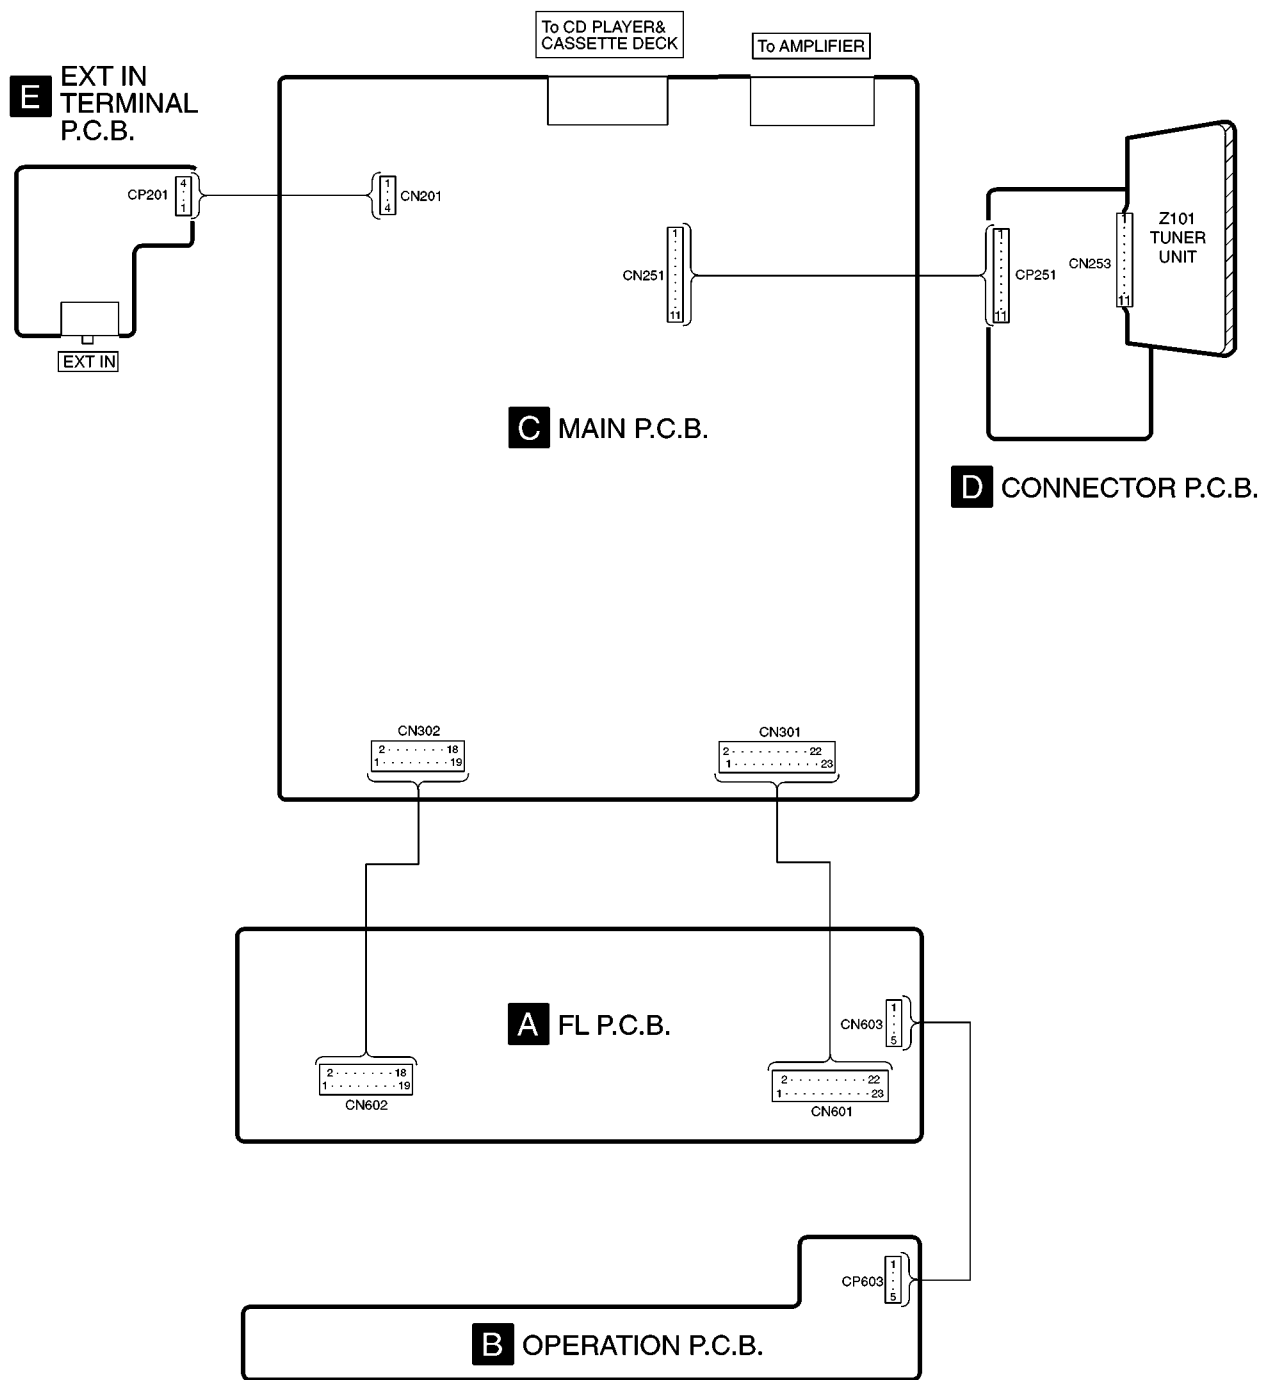 To CD PLAYER&
CASSETTE DECK
To AMPLIFIER
E
EXT IN
TERMINAL
P.C.B.
CP201
4
1
1
4
CN201
EXT IN
CN251
1
11
1
11
CP251
CN253
1
11
Z101
TUNER
UNIT
C MAIN P.C.B.
D CONNECTOR P.C.B.
CN302
2 · · · · · · · 18
1 · · · · · · · · 19
CN301
2 · · · · · · · · · 22
1 · · · · · · · · · · 23
A FL P.C.B.
CN603
1
5
2 · · · · · · · 18
1 · · · · · · · · 19
CN602
2 · · · · · · · · · 22
1 · · · · · · · · · · 23
CN601
CP603
1
5
B OPERATION P.C.B.